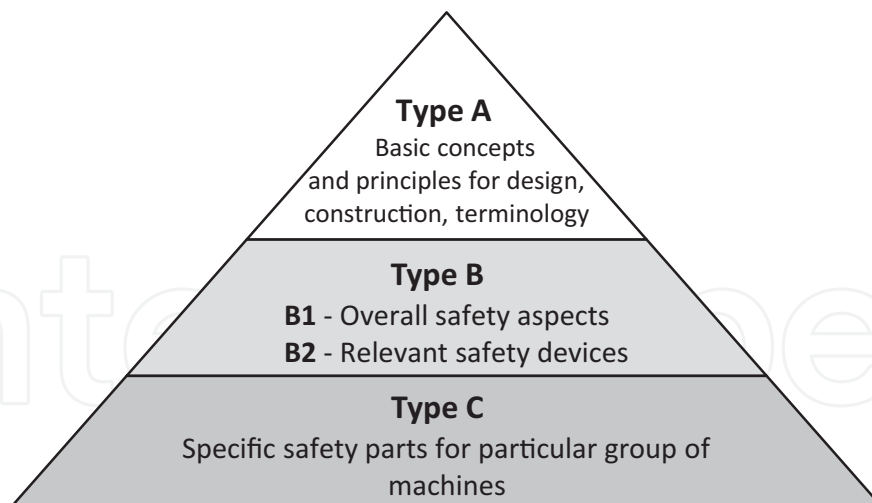 Type A
Basic concepts
and principles for design,
construction, terminology
Type B
B1 - Overall safety aspects
B2 - Relevant safety devices
Type C
Specific safety parts for particular group of
machines